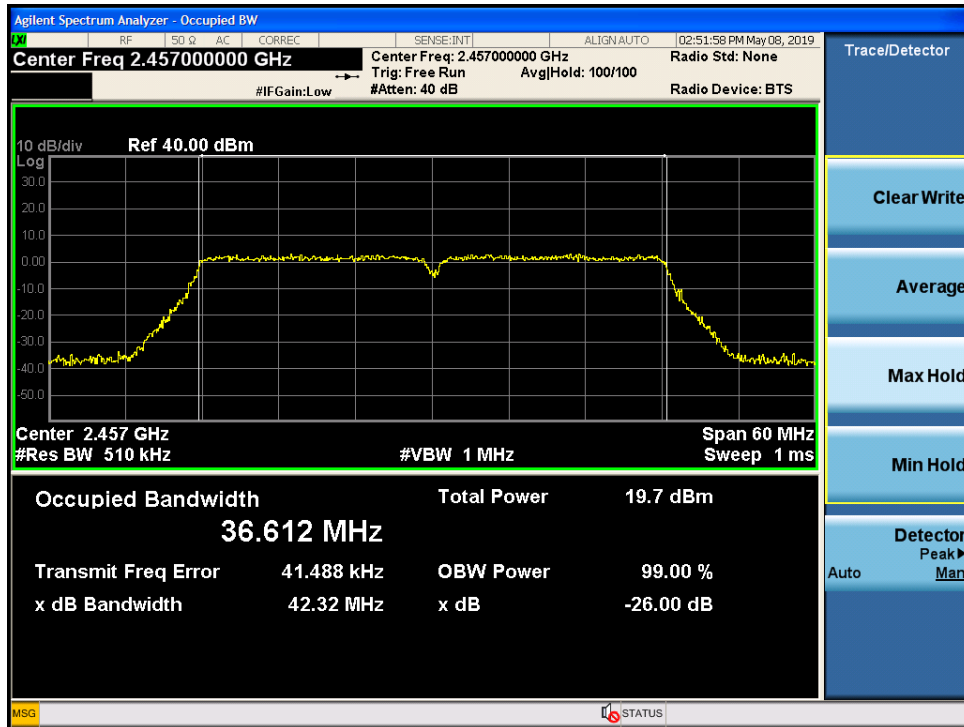 Agilent Spectrum Analyzer - Occupied BW
LXI RF 50 Ω AC CORREC SENSE:INT ALIGN AUTO 02:51:58 PM May 08, 2019
Center Freq 2.457000000 GHz
Center Freq: 2.457000000 GHz
Radio Std: None
Trig: Free Run
Avg|Hold: 100/100
#IFGain:Low
#Atten: 40 dB
Radio Device: BTS
10 dB/div
Ref 40.00 dBm
Log
30.0
20.0
10.0
0.00
-10.0
-20.0
-30.0
-40.0
-50.0
Center 2.457 GHz
Span 60 MHz
#Res BW 510 kHz
#VBW 1 MHz
Sweep 1 ms
Occupied Bandwidth
Total Power 19.7 dBm
36.612 MHz
Transmit Freq Error 41.488 kHz
OBW Power 99.00 %
x dB Bandwidth 42.32 MHz
x dB -26.00 dB
Trace/Detector
Clear Write
Average
Max Hold
Min Hold
Detector
Peak▶
Auto Man
MSG
STATUS